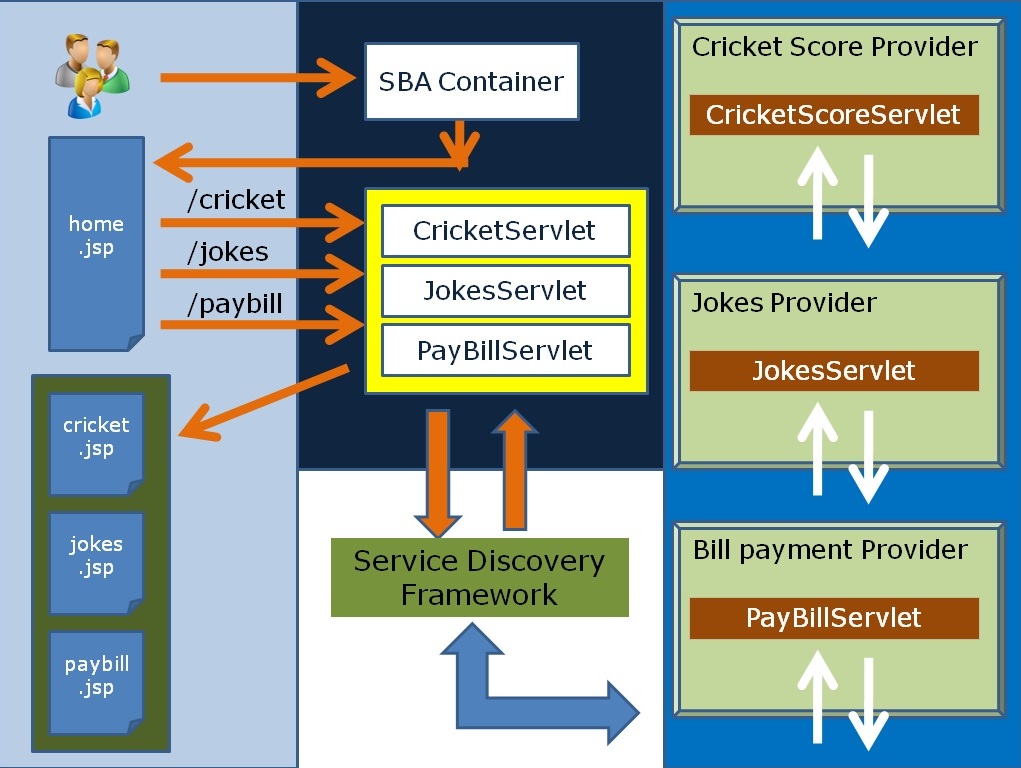 SBA Container
home
.jsp
/cricket
/jokes
/paybill
CricketServlet
JokesServlet
PayBillServlet
cricket
.jsp
jokes
.jsp
paybill
.jsp
Service Discovery
Framework
Cricket Score Provider
CricketScoreServlet
Jokes Provider
JokesServlet
Bill payment Provider
PayBillServlet